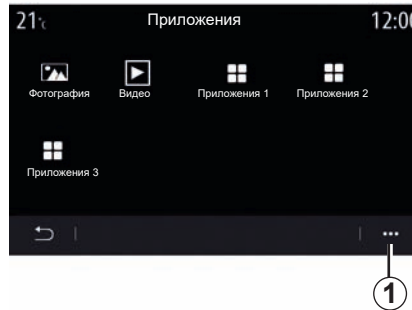 21°c Приложения 12:00
Фотография Видео Приложения 1 Приложения 2
Приложения 3
1